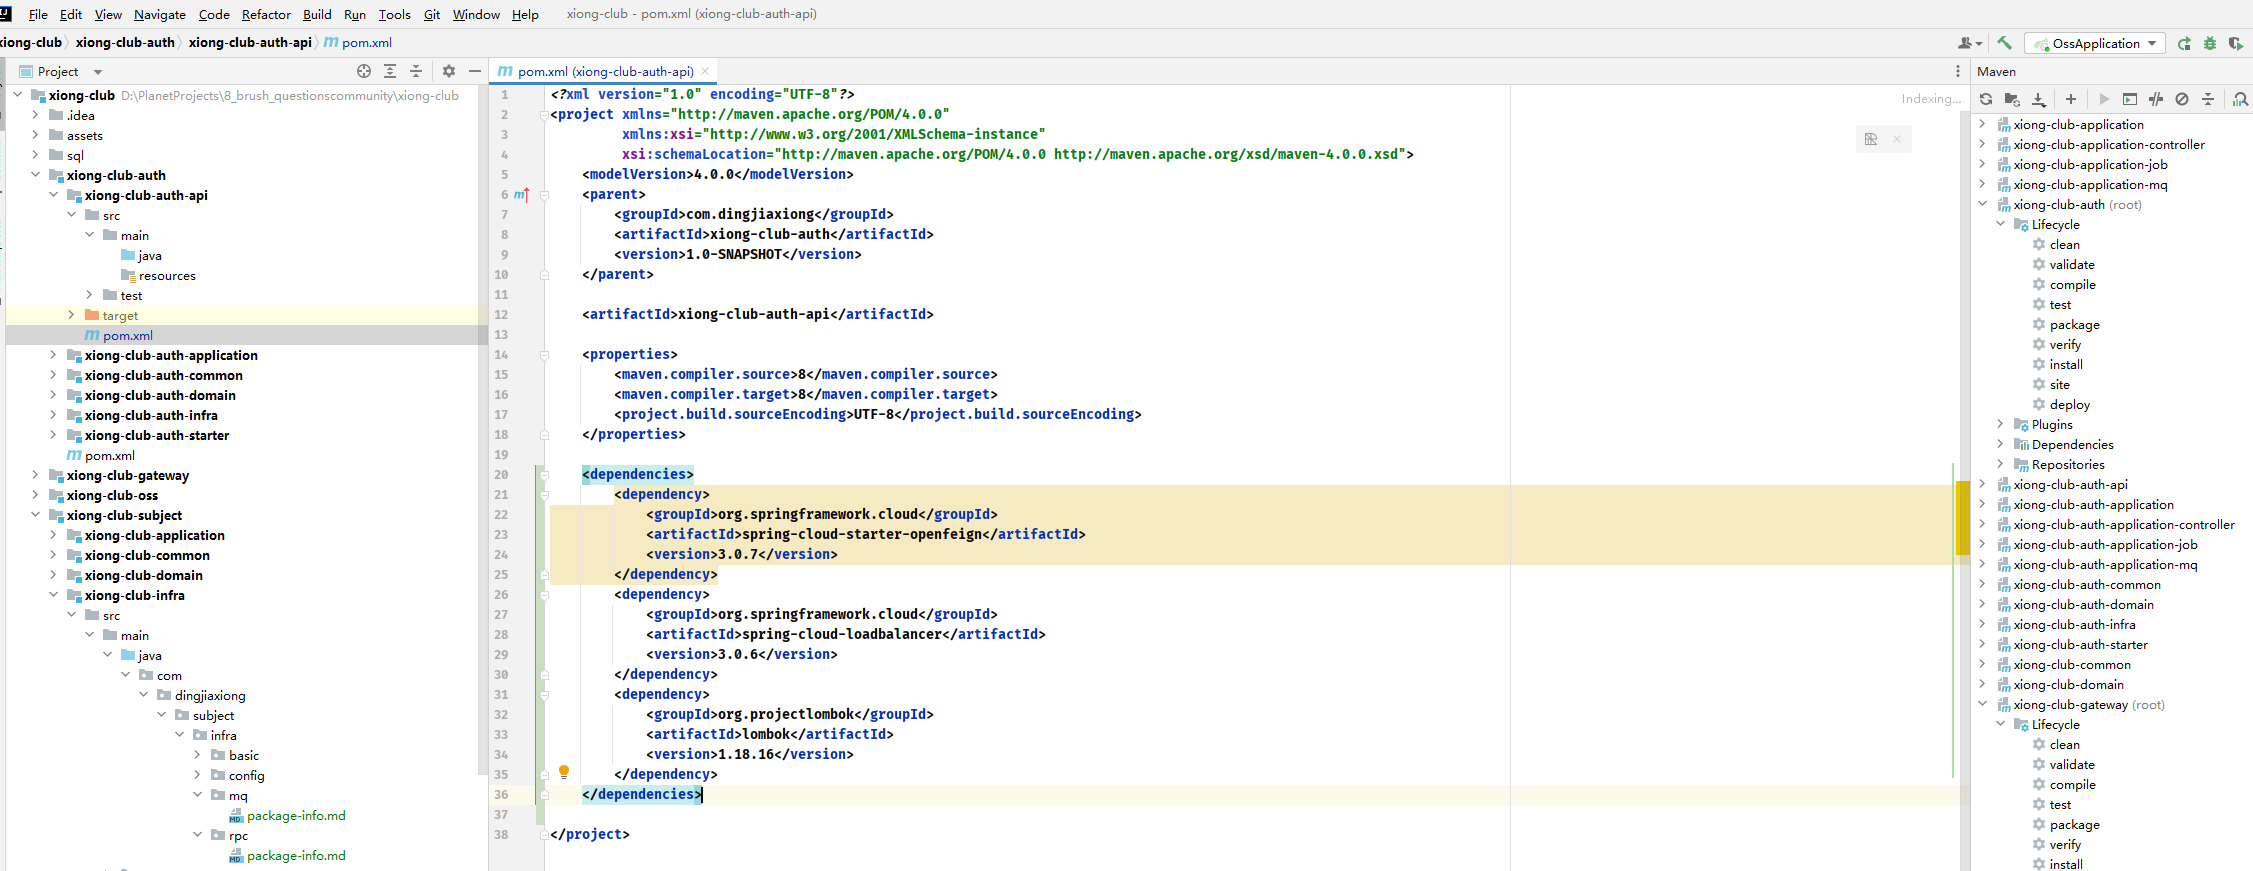 File Edit View Navigate Code Refactor Build Run Tools Git Window Help xiong-club - pom.xml (xiong-club-auth-api)
xiong-club xiong-club-auth xiong-club-auth-api pom.xml OssApplication
Project
xiong-club D:\PlanetProjects\8_brush_questionscommunity\xiong-club
.idea
assets
sql
xiong-club-auth
xiong-club-auth-api
src
main
java
resources
test
target
pom.xml
xiong-club-auth-application
xiong-club-auth-common
xiong-club-auth-domain
xiong-club-auth-infra
xiong-club-auth-starter
pom.xml
xiong-club-gateway
xiong-club-oss
xiong-club-subject
xiong-club-application
xiong-club-common
xiong-club-domain
xiong-club-infra
src
main
java
com
dingjiaxiong
subject
infra
basic
config
mq
package-info.md
rpc
package-info.md
pom.xml (xiong-club-auth-api)
Indexing...
1 <?xml version="1.0" encoding="UTF-8"?>
2 <project xmlns="http://maven.apache.org/POM/4.0.0"
3 xmlns:xsi="http://www.w3.org/2001/XMLSchema-instance"
4 xsi:schemaLocation="http://maven.apache.org/POM/4.0.0 http://maven.apache.org/xsd/maven-4.0.0.xsd">
5 <modelVersion>4.0.0</modelVersion>
6 <parent>
7 <groupId>com.dingjiaxiong</groupId>
8 <artifactId>xiong-club-auth</artifactId>
9 <version>1.0-SNAPSHOT</version>
10 </parent>
11
12 <artifactId>xiong-club-auth-api</artifactId>
13
14 <properties>
15 <maven.compiler.source>8</maven.compiler.source>
16 <maven.compiler.target>8</maven.compiler.target>
17 <project.build.sourceEncoding>UTF-8</project.build.sourceEncoding>
18 </properties>
19
20 <dependencies>
21 <dependency>
22 <groupId>org.springframework.cloud</groupId>
23 <artifactId>spring-cloud-starter-openfeign</artifactId>
24 <version>3.0.7</version>
25 </dependency>
26 <dependency>
27 <groupId>org.springframework.cloud</groupId>
28 <artifactId>spring-cloud-loadbalancer</artifactId>
29 <version>3.0.6</version>
30 </dependency>
31 <dependency>
32 <groupId>org.projectlombok</groupId>
33 <artifactId>lombok</artifactId>
34 <version>1.18.16</version>
35 </dependency>
36 </dependencies>
37
38 </project>
Maven
xiong-club-application
xiong-club-application-controller
xiong-club-application-job
xiong-club-application-mq
xiong-club-auth (root)
Lifecycle
clean
validate
compile
test
package
verify
install
site
deploy
Plugins
Dependencies
Repositories
xiong-club-auth-api
xiong-club-auth-application
xiong-club-auth-application-controller
xiong-club-auth-application-job
xiong-club-auth-application-mq
xiong-club-auth-common
xiong-club-auth-domain
xiong-club-auth-infra
xiong-club-auth-starter
xiong-club-common
xiong-club-domain
xiong-club-gateway (root)
Lifecycle
clean
validate
compile
test
package
verify
install